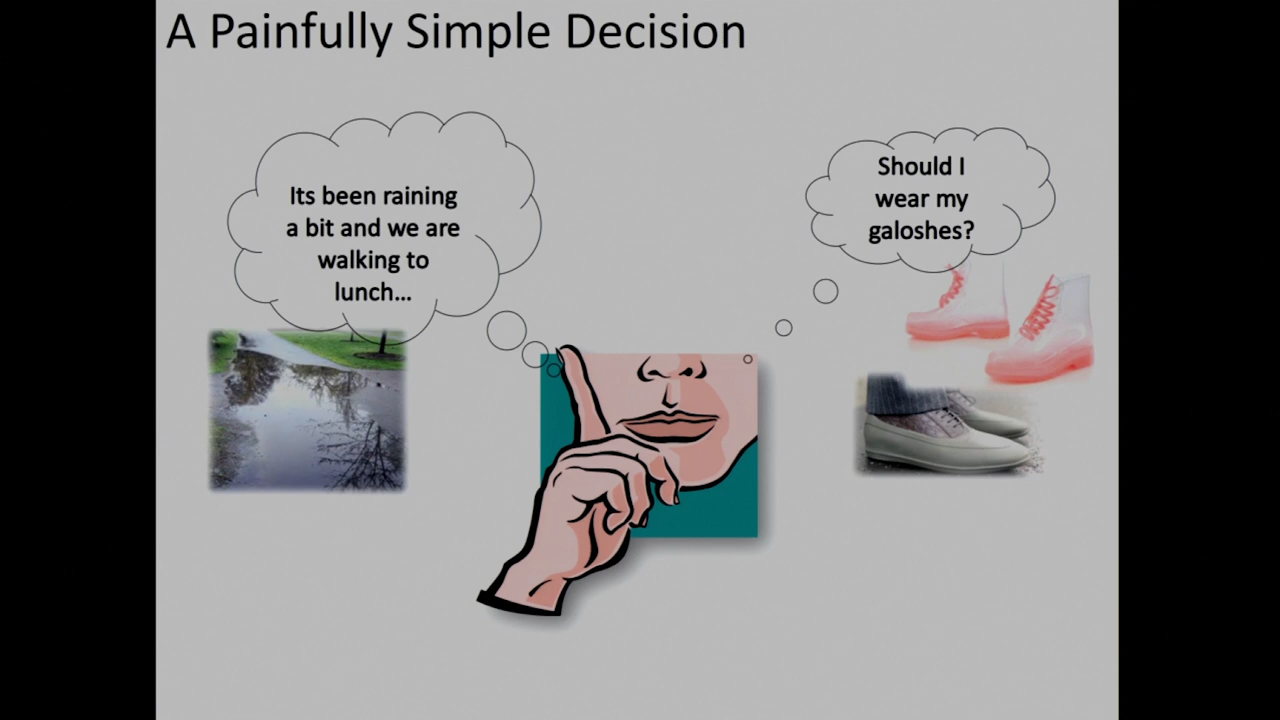 A Painfully Simple Decision
Its been raining
a bit and we are
walking to
lunch...
Should I
wear my
galoshes?